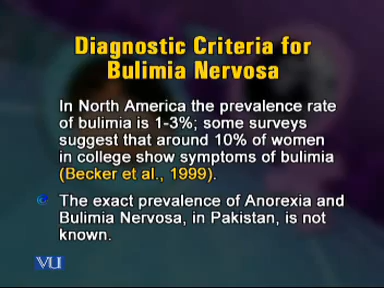 Diagnostic Criteria for
Bulimia Nervosa
In North America the prevalence rate
of bulimia is 1-3%; some surveys
suggest that around 10% of women
in college show symptoms of bulimia
(Becker et al., 1999).
The exact prevalence of Anorexia and
Bulimia Nervosa, in Pakistan, is not
known.
VU